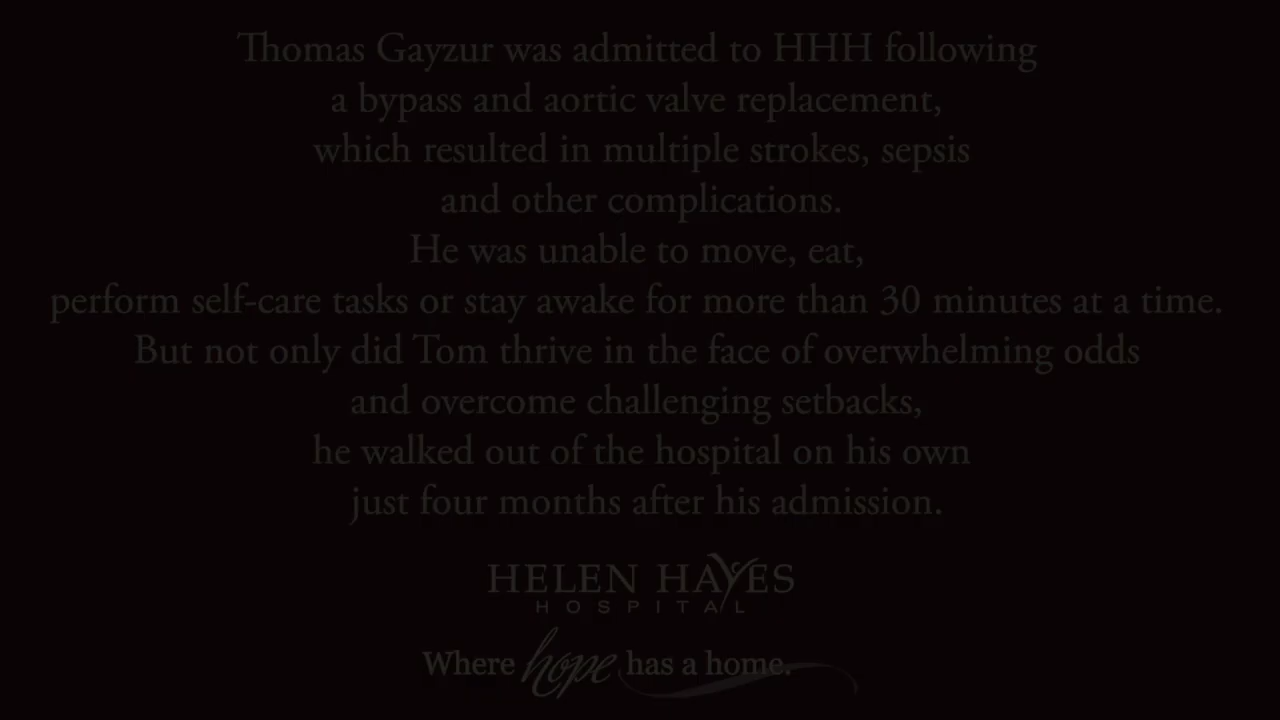 Thomas Gayzur was admitted to HHH following
a bypass and aortic valve replacement,
which resulted in multiple strokes, sepsis
and other complications.
He was unable to move, eat,
perform self-care tasks or stay awake for more than 30 minutes at a time.
But not only did Tom thrive in the face of overwhelming odds
and overcome challenging setbacks,
he walked out of the hospital on his own
just four months after his admission.
HELEN HAYES
HOSPITAL
Where hope has a home.